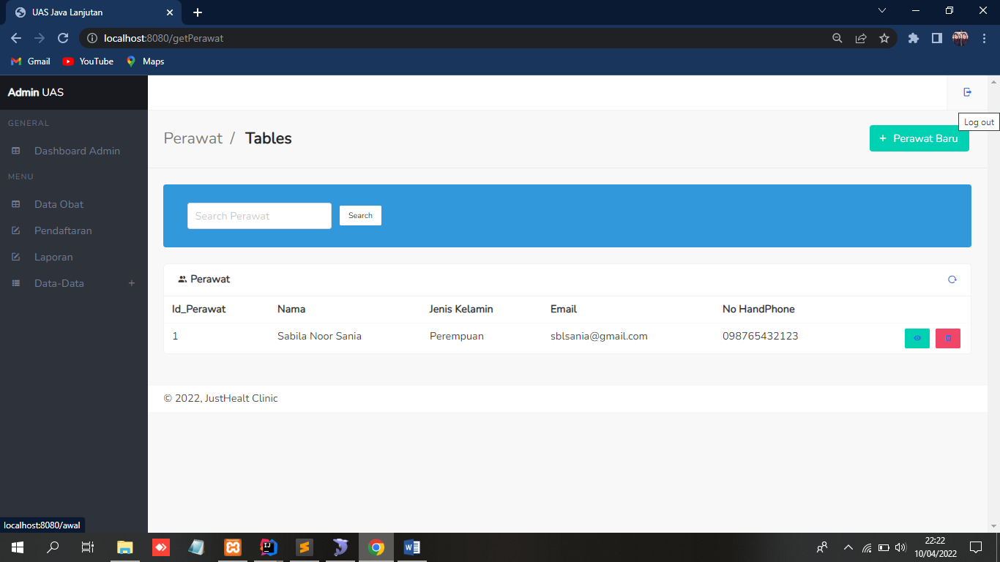 UAS Java Lanjutan
localhost:8080/getPerawat
Gmail YouTube Maps
Admin UAS
Log out
GENERAL
Perawat / Tables
+ Perawat Baru
Dashboard Admin
MENU
Data Obat
Pendaftaran
Laporan
Data-Data +
Search Perawat Search
Perawat
Id_Perawat Nama Jenis Kelamin Email No HandPhone
1 Sabila Noor Sania Perempuan sblsania@gmail.com 098765432123
© 2022, JustHealt Clinic
localhost:8080/awal
22:22
10/04/2022